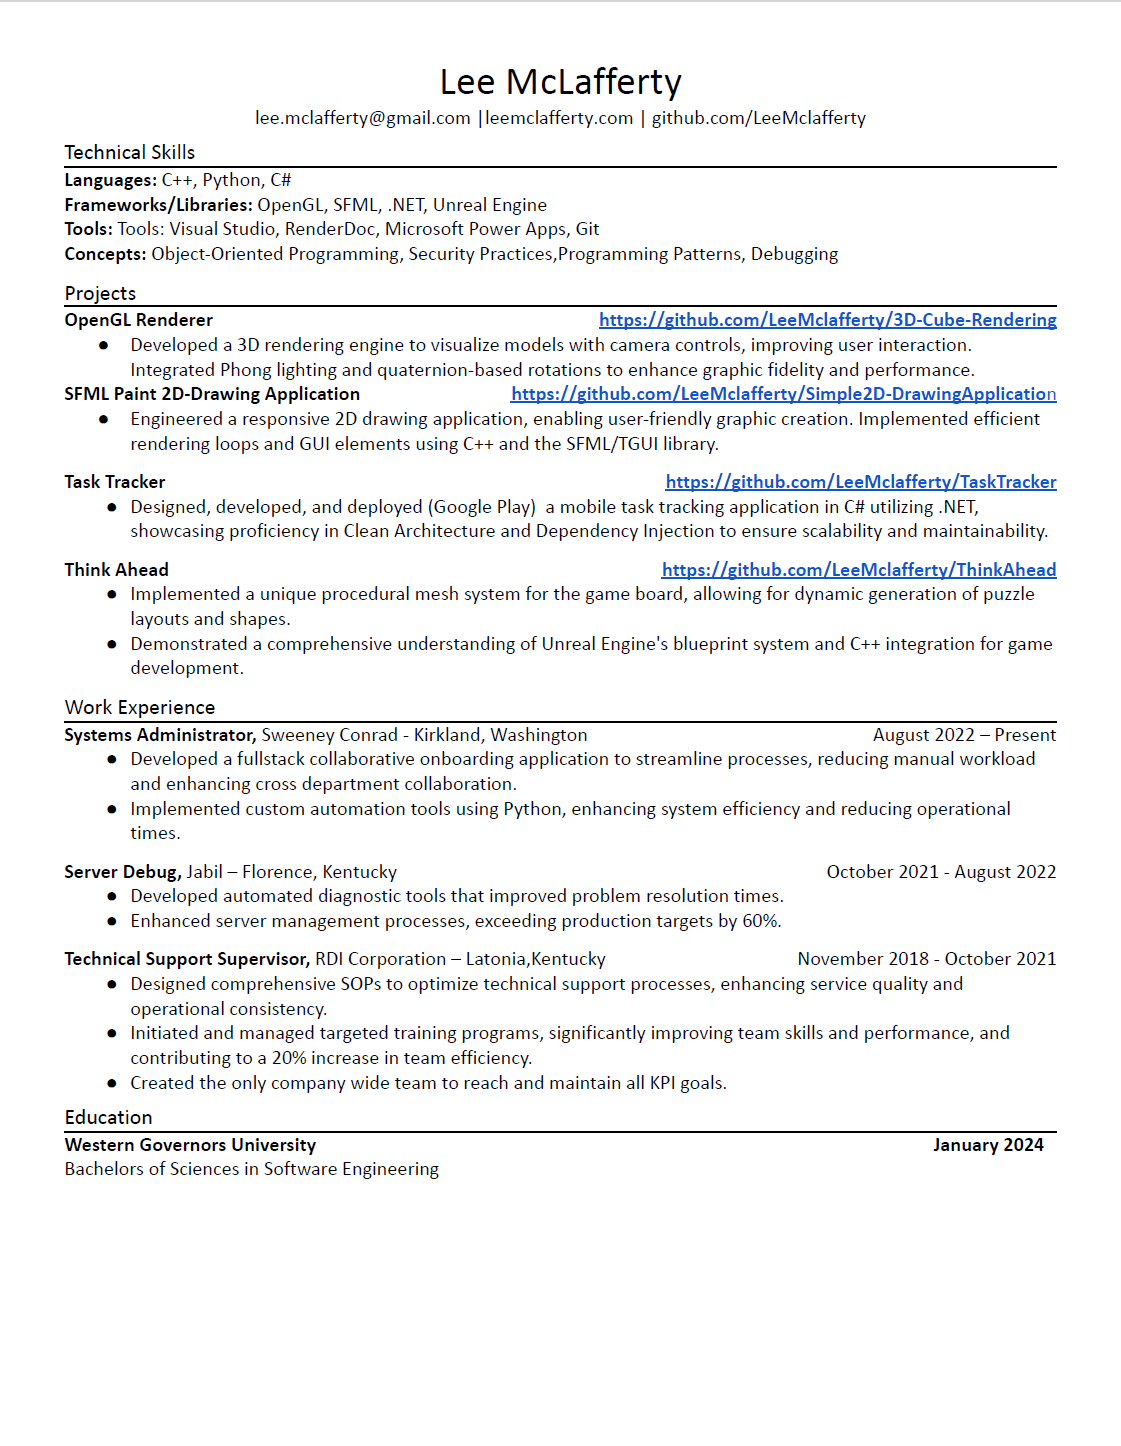 Lee McLafferty
lee.mclafferty@gmail.com |leemclafferty.com | github.com/LeeMclafferty
Technical Skills
Languages: C++, Python, C#
Frameworks/Libraries: OpenGL, SFML, .NET, Unreal Engine
Tools: Tools: Visual Studio, RenderDoc, Microsoft Power Apps, Git
Concepts: Object-Oriented Programming, Security Practices,Programming Patterns, Debugging
Projects
OpenGL Renderer https://github.com/LeeMclafferty/3D-Cube-Rendering
● Developed a 3D rendering engine to visualize models with camera controls, improving user interaction.
Integrated Phong lighting and quaternion-based rotations to enhance graphic fidelity and performance.
SFML Paint 2D-Drawing Application https://github.com/LeeMclafferty/Simple2D-DrawingApplication
● Engineered a responsive 2D drawing application, enabling user-friendly graphic creation. Implemented efficient
rendering loops and GUI elements using C++ and the SFML/TGUI library.
Task Tracker https://github.com/LeeMclafferty/TaskTracker
● Designed, developed, and deployed (Google Play)  a mobile task tracking application in C# utilizing .NET,
showcasing proficiency in Clean Architecture and Dependency Injection to ensure scalability and maintainability.
Think Ahead https://github.com/LeeMclafferty/ThinkAhead
● Implemented a unique procedural mesh system for the game board, allowing for dynamic generation of puzzle
layouts and shapes.
● Demonstrated a comprehensive understanding of Unreal Engine's blueprint system and C++ integration for game
development.
Work Experience
Systems Administrator, Sweeney Conrad - Kirkland, Washington August 2022 – Present
● Developed a fullstack collaborative onboarding application to streamline processes, reducing manual workload
and enhancing cross department collaboration.
● Implemented custom automation tools using Python, enhancing system efficiency and reducing operational
times.
Server Debug, Jabil – Florence, Kentucky October 2021 - August 2022
● Developed automated diagnostic tools that improved problem resolution times.
● Enhanced server management processes, exceeding production targets by 60%.
Technical Support Supervisor, RDI Corporation – Latonia,Kentucky November 2018 - October 2021
● Designed comprehensive SOPs to optimize technical support processes, enhancing service quality and
operational consistency.
● Initiated and managed targeted training programs, significantly improving team skills and performance, and
contributing to a 20% increase in team efficiency.
● Created the only company wide team to reach and maintain all KPI goals.
Education
Western Governors University January 2024
Bachelors of Sciences in Software Engineering